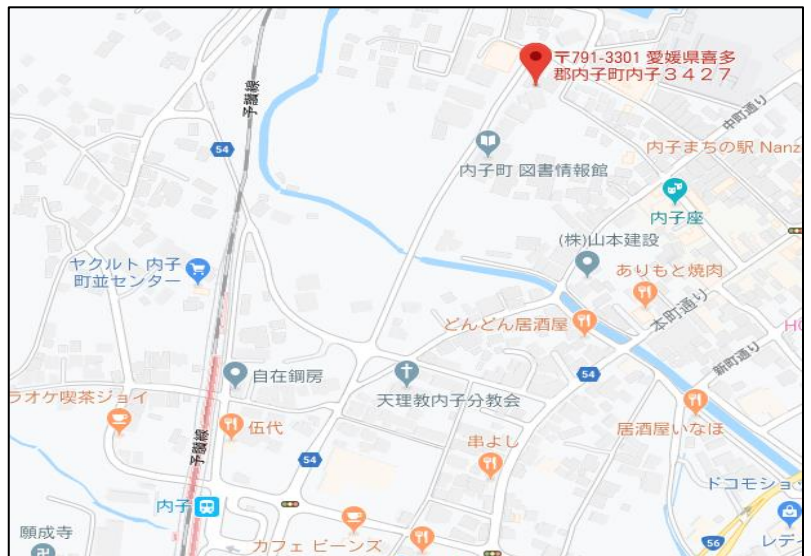 予讃線
〒791-3301 愛媛県喜多
郡内子町内子3427
中町通り
54
内子町 図書情報館
内子まちの駅 Nanz
内子座
(株)山本建設
ヤクルト 内子
町並センター
ありもと焼肉
どんどん居酒屋
本町通り
新町通り
自在鋼房
天理教内子分教会
54
ラオケ喫茶ジョイ
伍代
居酒屋いなほ
予讃線
串よし
54
ドコモショ
内子
カフェ ビーンズ
レデ
願成寺
56